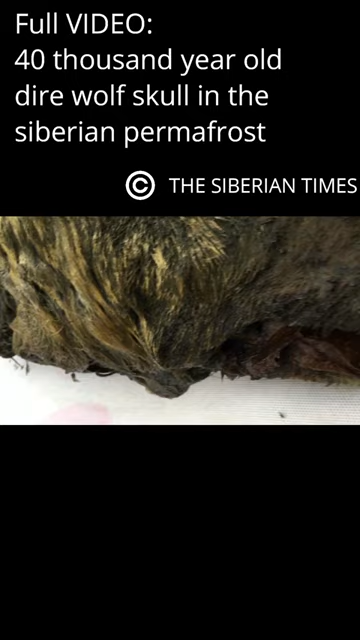 Full VIDEO:
40 thousand year old
dire wolf skull in the
siberian permafrost
© THE SIBERIAN TIMES